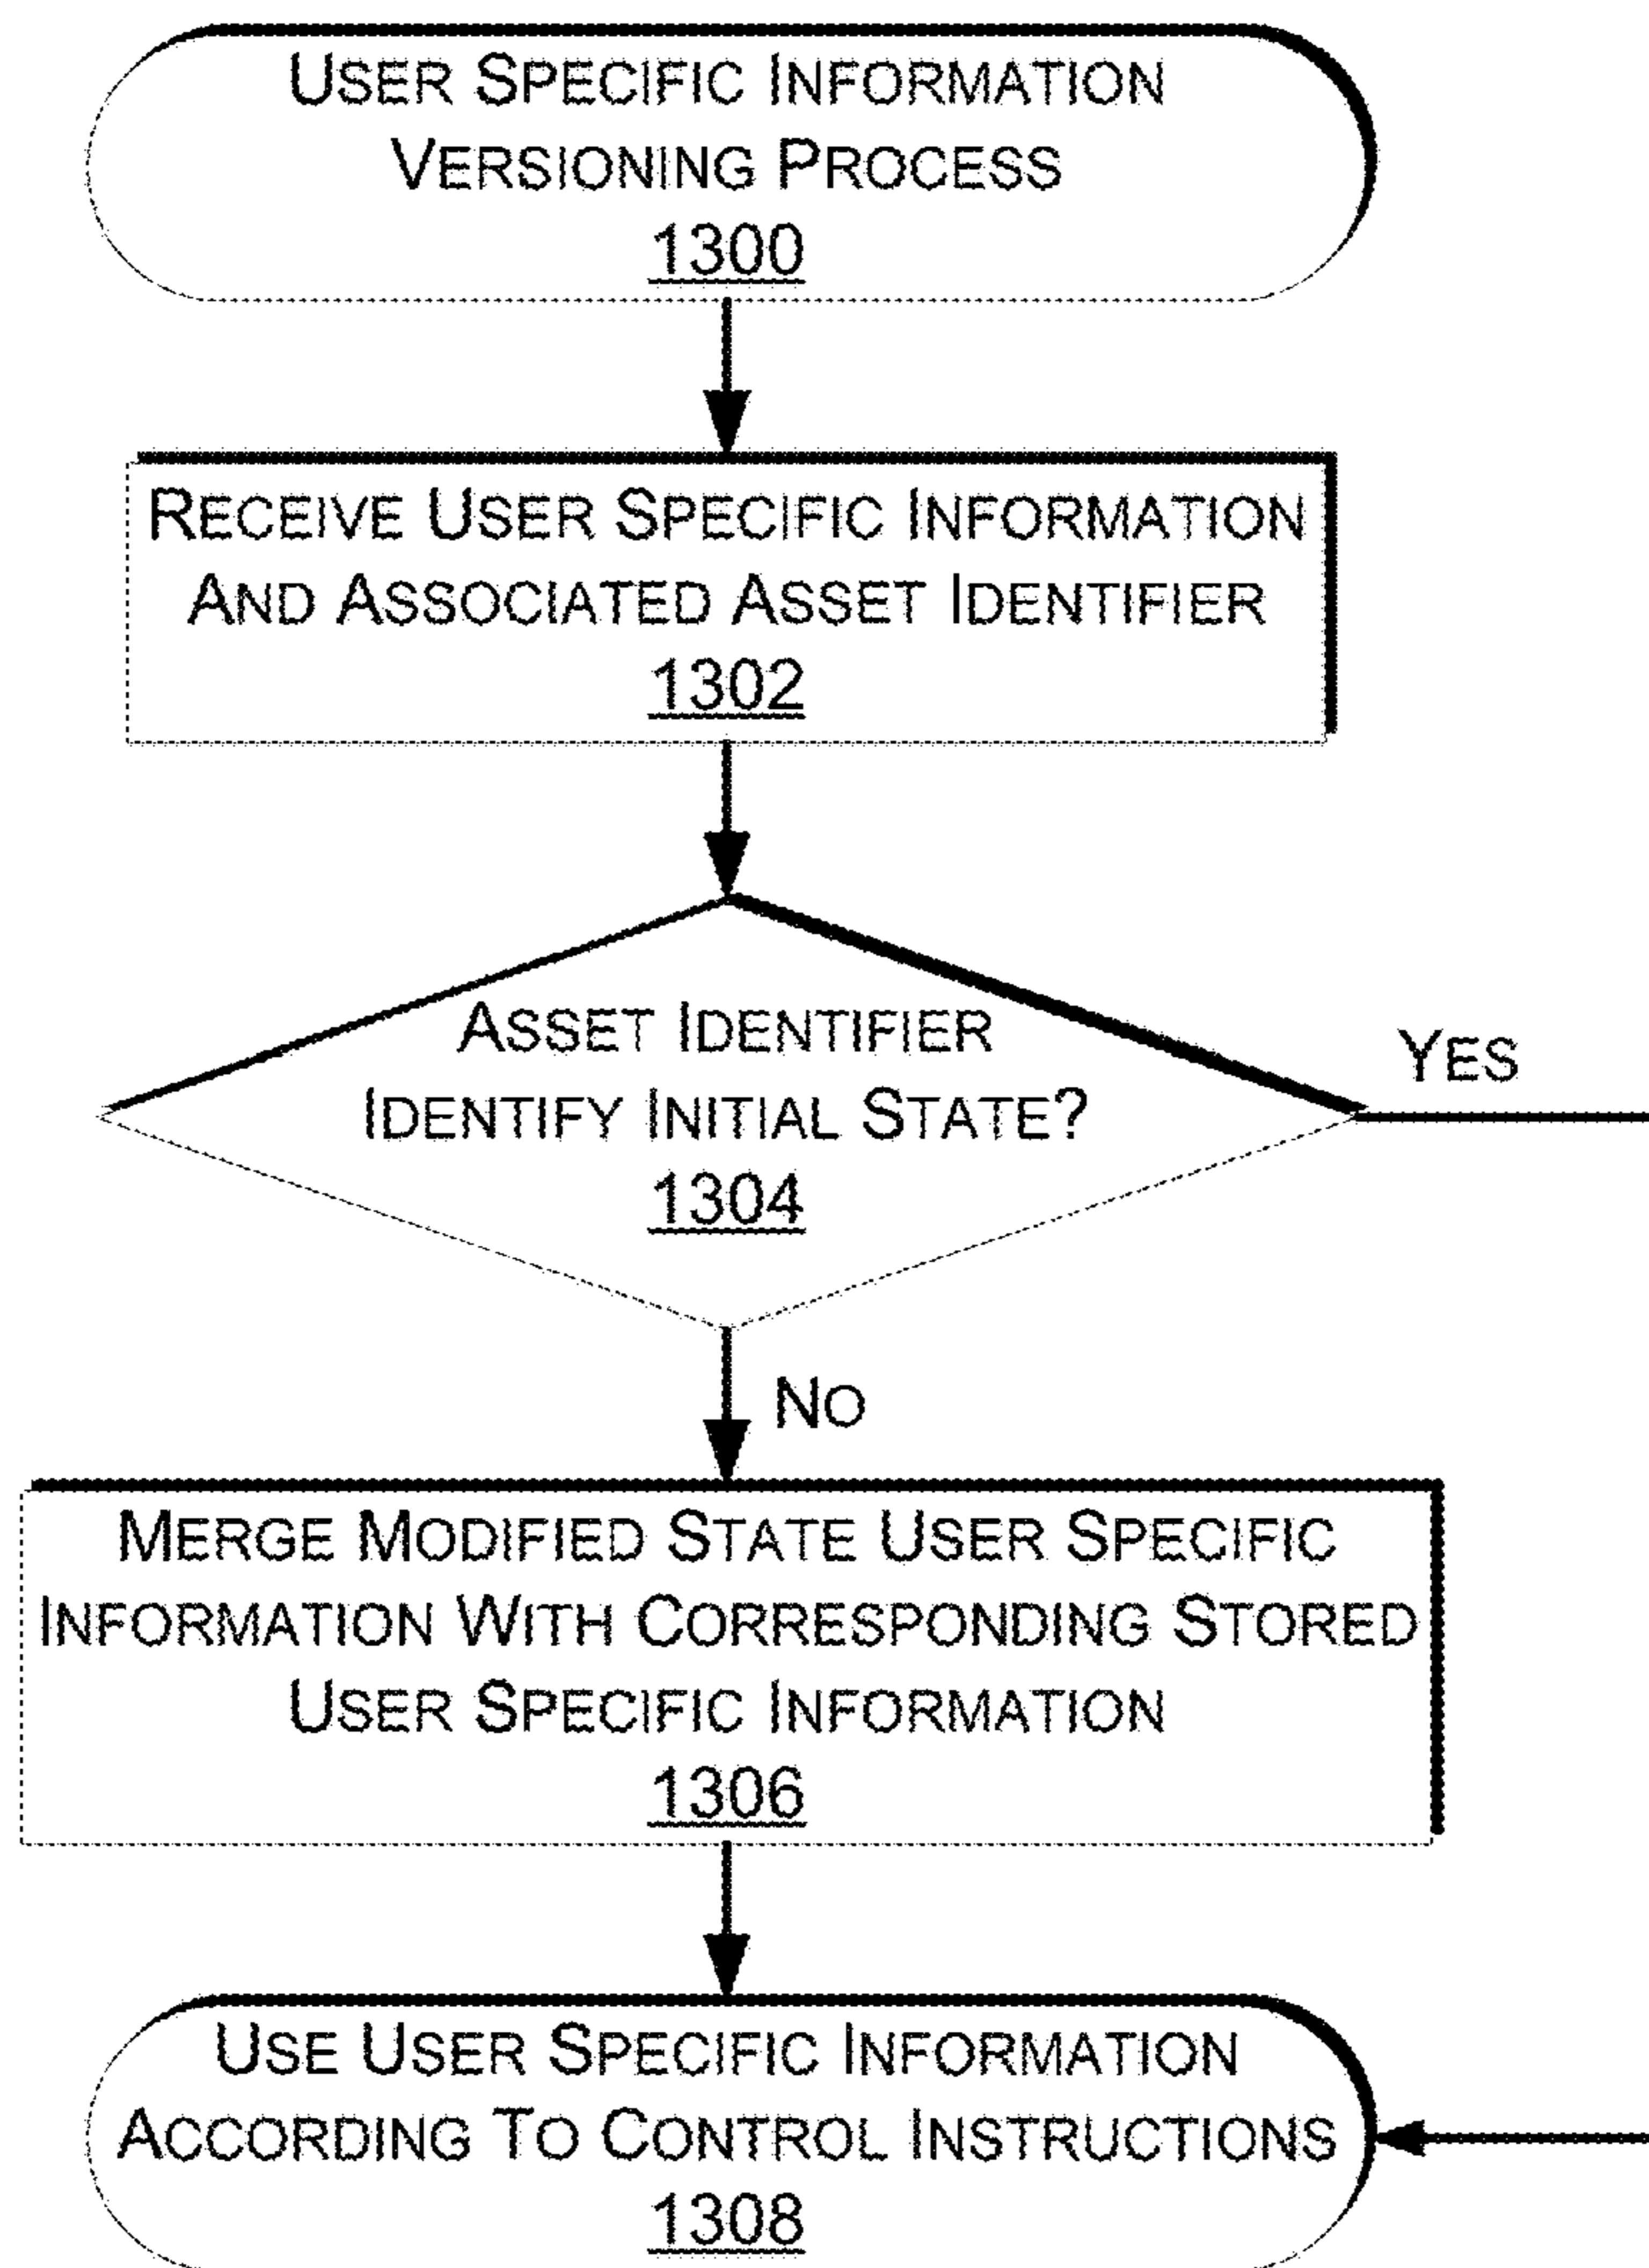 USER SPECIFIC INFORMATION
VERSIONING PROCESS
1300
RECEIVE USER SPECIFIC INFORMATION
AND ASSOCIATED ASSET IDENTIFIER
1302
ASSET IDENTIFIER
IDENTIFY INITIAL STATE?
1304
YES
NO
MERGE MODIFIED STATE USER SPECIFIC
INFORMATION WITH CORRESPONDING STORED
USER SPECIFIC INFORMATION
1306
USE USER SPECIFIC INFORMATION
ACCORDING TO CONTROL INSTRUCTIONS
1308